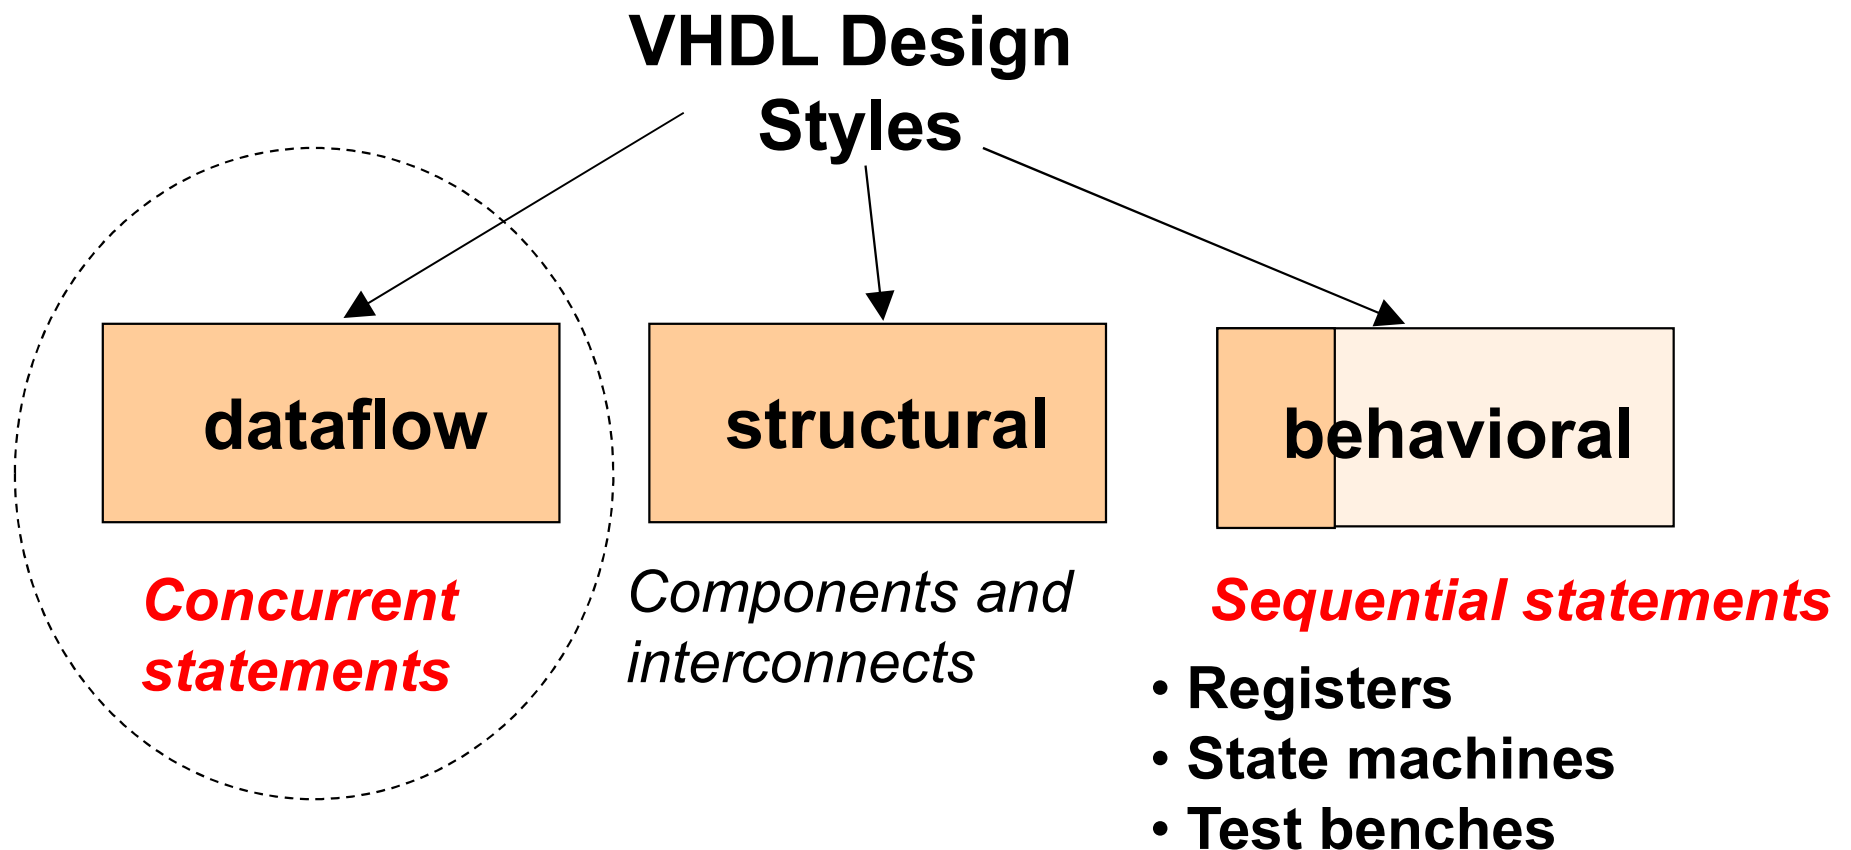 VHDL Design
Styles
dataflow
structural
behavioral
Concurrent
statements
Components and
interconnects
Sequential statements
• Registers
• State machines
• Test benches